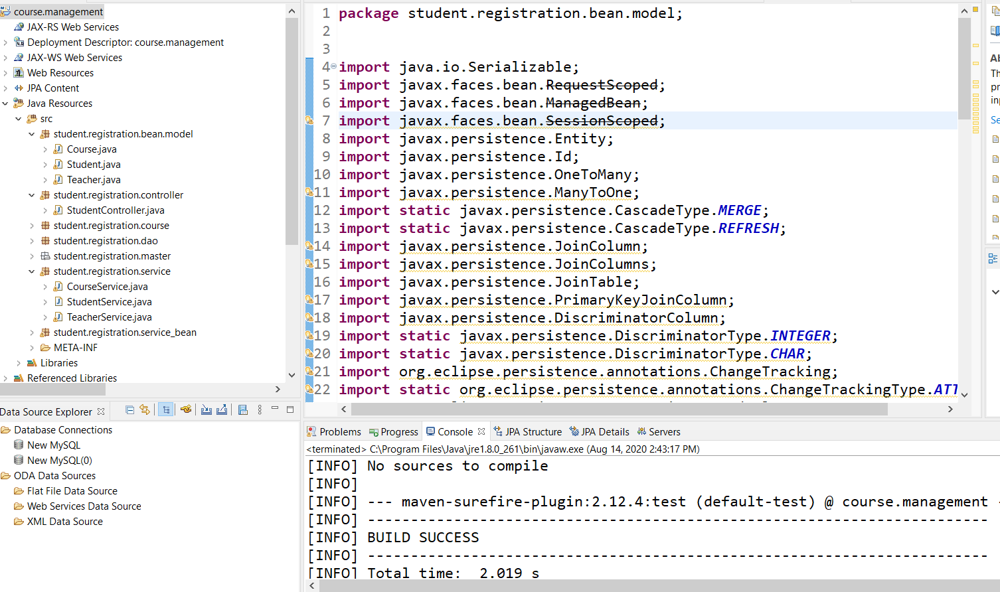 course.management
JAX-RS Web Services
Deployment Descriptor: course.management
JAX-WS Web Services
Web Resources
JPA Content
Java Resources
src
student.registration.bean.model
Course.java
Student.java
Teacher.java
student.registration.controller
StudentController.java
student.registration.course
student.registration.dao
student.registration.master
student.registration.service
CourseService.java
StudentService.java
TeacherService.java
student.registration.service_bean
META-INF
Libraries
Referenced Libraries
Data Source Explorer
Database Connections
New MySQL
New MySQL(0)
ODA Data Sources
Flat File Data Source
Web Services Data Source
XML Data Source
1 package student.registration.bean.model;
2
3
4 import java.io.Serializable;
5 import javax.faces.bean.RequestScoped;
6 import javax.faces.bean.ManagedBean;
7 import javax.faces.bean.SessionScoped;
8 import javax.persistence.Entity;
9 import javax.persistence.Id;
10 import javax.persistence.OneToMany;
11 import javax.persistence.ManyToOne;
12 import static javax.persistence.CascadeType.MERGE;
13 import static javax.persistence.CascadeType.REFRESH;
14 import javax.persistence.JoinColumn;
15 import javax.persistence.JoinColumns;
16 import javax.persistence.JoinTable;
17 import javax.persistence.PrimaryKeyJoinColumn;
18 import javax.persistence.DiscriminatorColumn;
19 import static javax.persistence.DiscriminatorType.INTEGER;
20 import static javax.persistence.DiscriminatorType.CHAR;
21 import org.eclipse.persistence.annotations.ChangeTracking;
22 import static org.eclipse.persistence.annotations.ChangeTrackingType.ATT
Problems Progress Console JPA Structure JPA Details Servers
<terminated> C:\Program Files\Java\jre1.8.0_261\bin\javaw.exe (Aug 14, 2020 2:43:17 PM)
[INFO] No sources to compile
[INFO]
[INFO] --- maven-surefire-plugin:2.12.4:test (default-test) @ course.management -
[INFO] ------------------------------------------------------------------------
[INFO] BUILD SUCCESS
[INFO] ------------------------------------------------------------------------
[INFO] Total time: 2.019 s